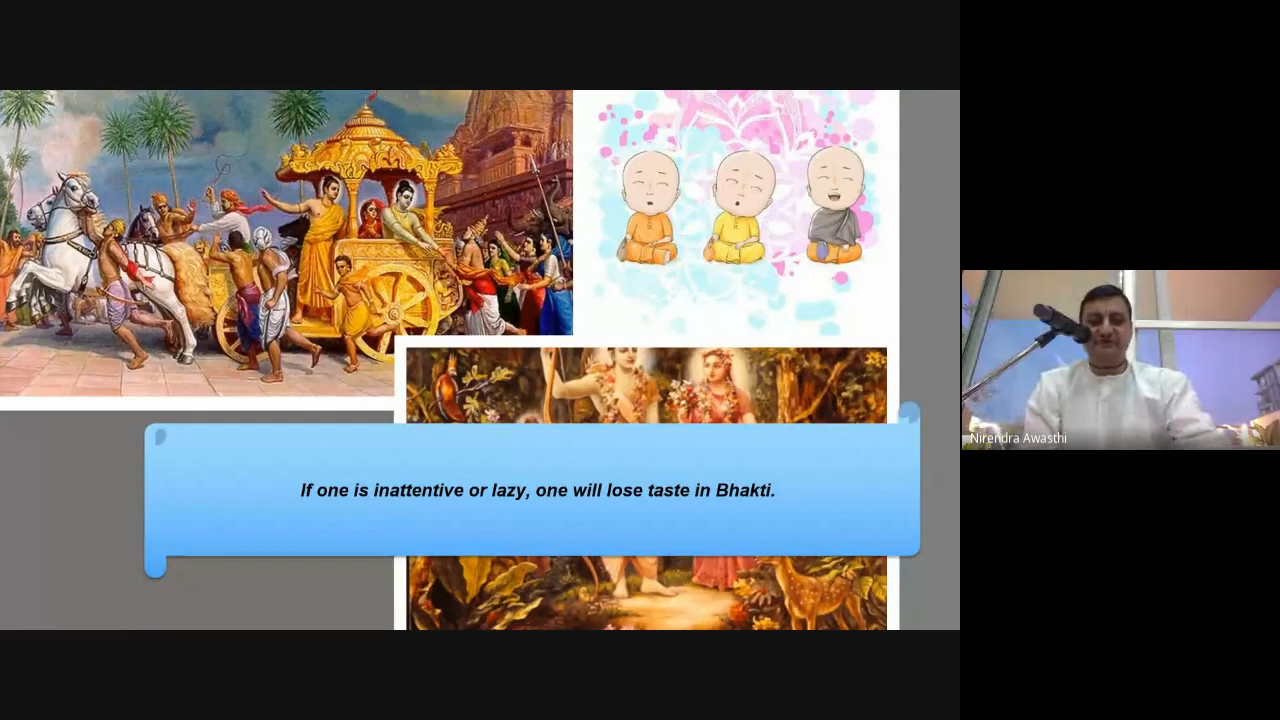 If one is inattentive or lazy, one will lose taste in Bhakti.
Nirendra Awasthi